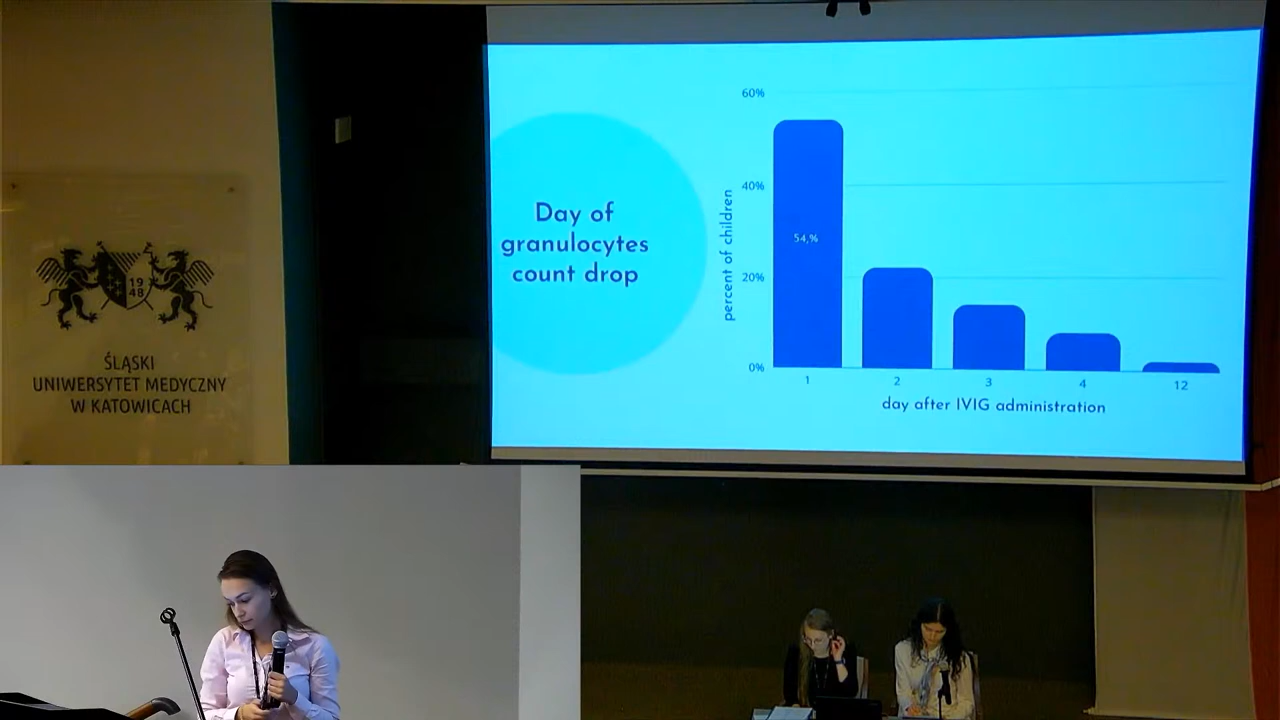 19
48
ŚLĄSKI
UNIWERSYTET MEDYCZNY
W KATOWICACH
Day of
granulocytes
count drop
percent of children
60%
40%
20%
0%
54,%
1
2
3
4
12
day after IVIG administration